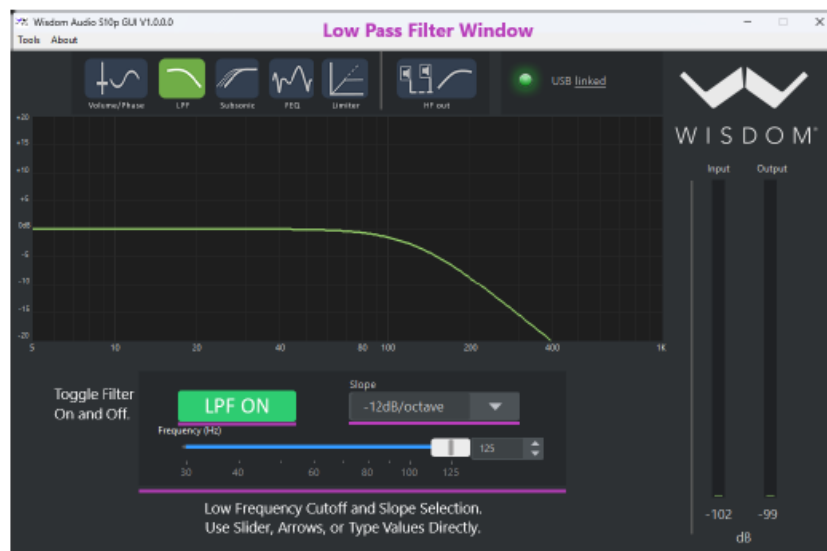 Wisdom Audio S10p GUI V1.0.0.0
Low Pass Filter Window
Tools About
Volume/Phase LPF Subsonic PEQ Limiter HF out
USB linked
WISDOM
Input Output
+20
+15
+10
+5
0dB
-5
-10
-15
-20
5 10 20 40 80 100 200 400 1K
Toggle Filter
On and Off.
LPF ON
Slope
-12dB/octave
Frequency (Hz)
125
30 40 60 80 100 125
Low Frequency Cutoff and Slope Selection.
Use Slider, Arrows, or Type Values Directly.
-102 -99
dB